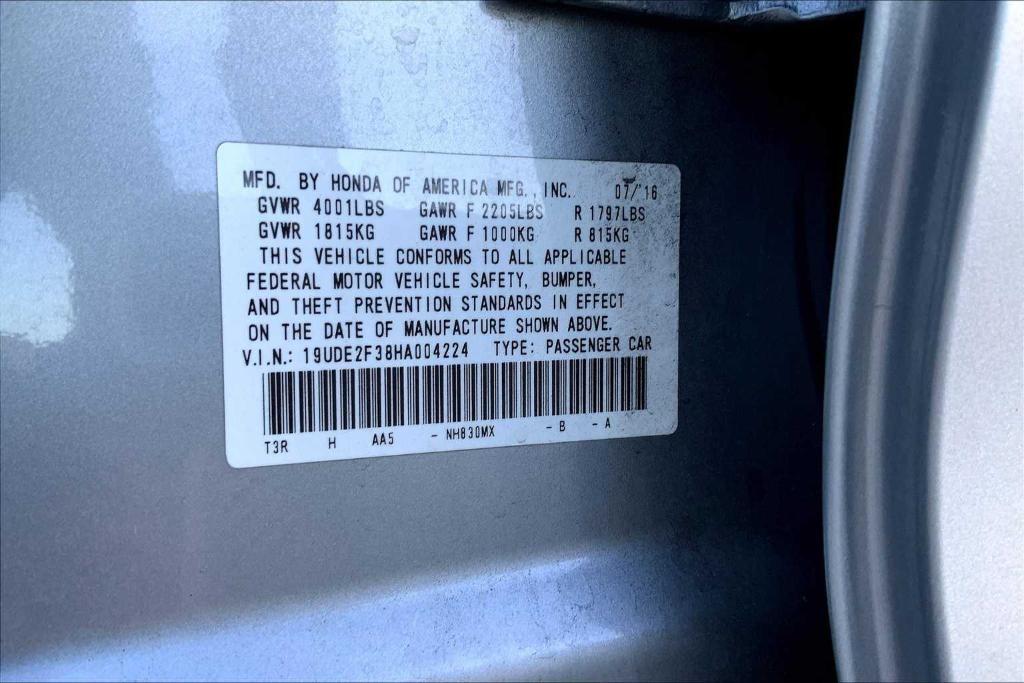 MFD. BY HONDA OF AMERICA MFG., INC. 07/'16
GVWR 4001LBS GAWR F 2205LBS R 1797LBS
GVWR 1815KG GAWR F 1000KG R 815KG
THIS VEHICLE CONFORMS TO ALL APPLICABLE
FEDERAL MOTOR VEHICLE SAFETY, BUMPER,
AND THEFT PREVENTION STANDARDS IN EFFECT
ON THE DATE OF MANUFACTURE SHOWN ABOVE.
V.I.N.: 19UDE2F38HA004224 TYPE: PASSENGER CAR
T3R H AA5 - NH830MX - B - A